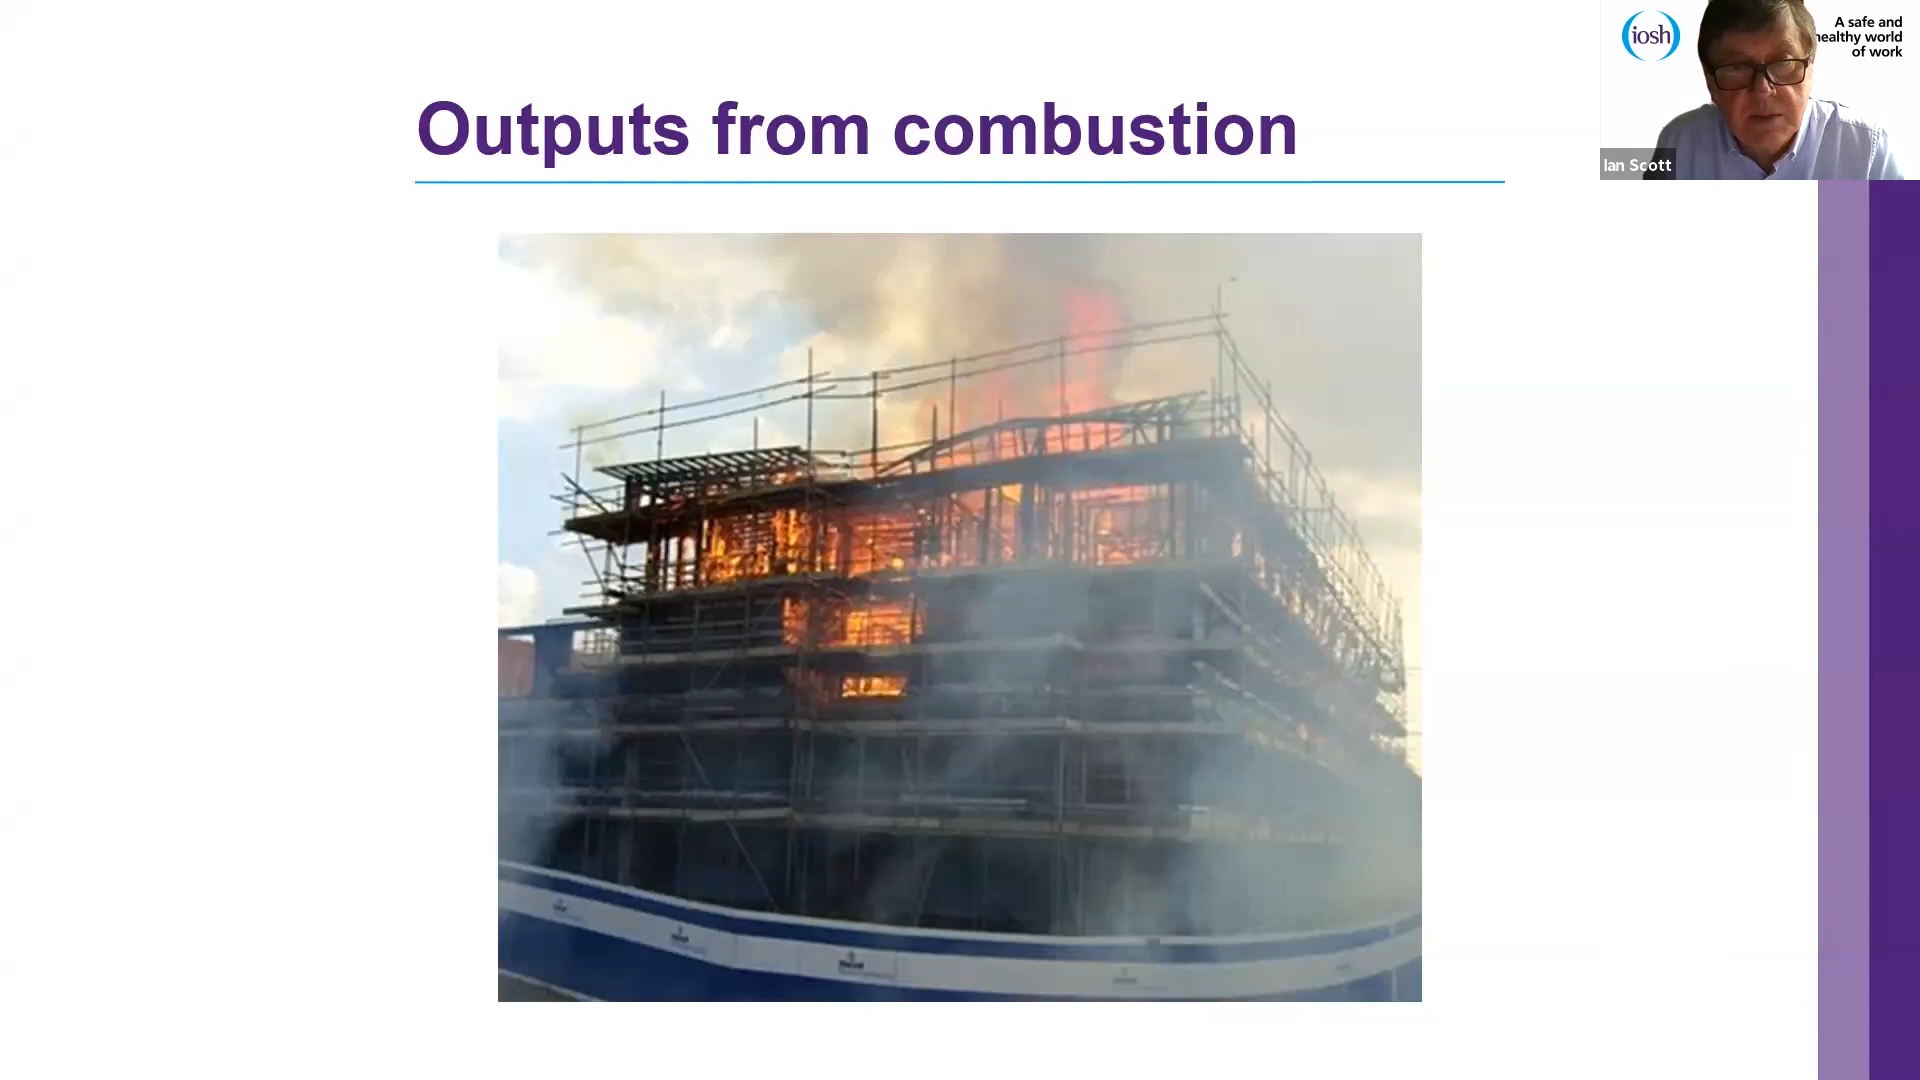 Outputs from combustion
iosh
A safe and
healthy world
of work
Ian Scott